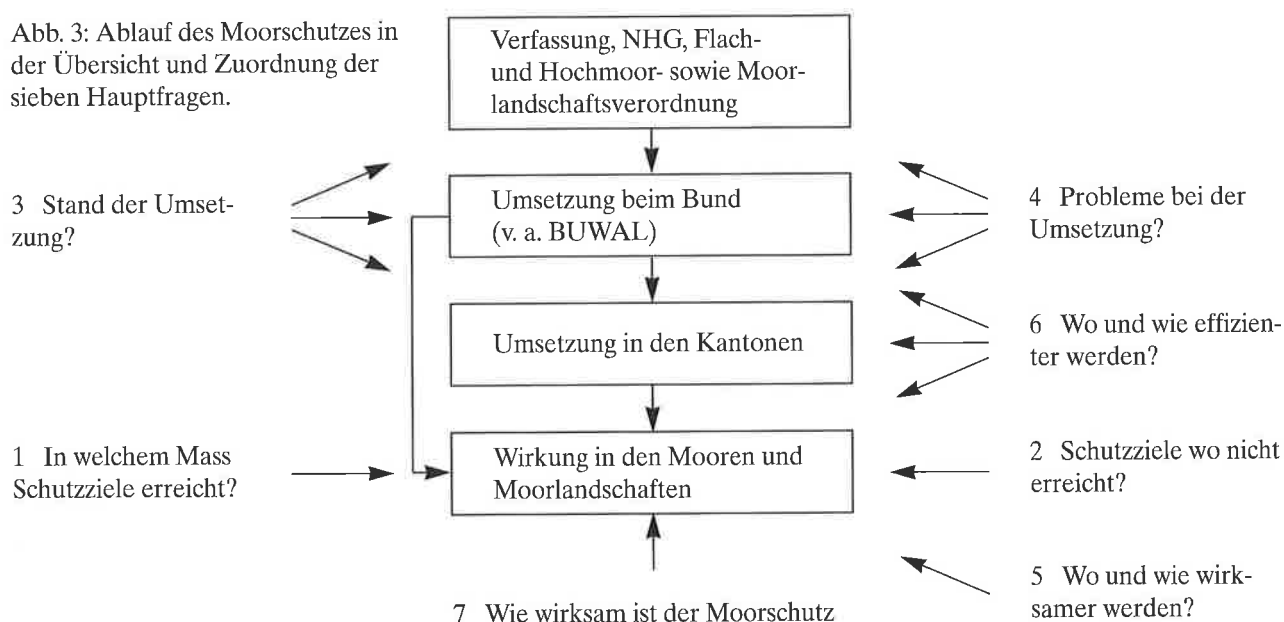 Abb. 3: Ablauf des Moorschutzes in
der Übersicht und Zuordnung der
sieben Hauptfragen.
Verfassung, NHG, Flach-
und Hochmoor- sowie Moor-
landschaftsverordnung
3 Stand der Umset-
zung?
Umsetzung beim Bund
(v. a. BUWAL)
4 Probleme bei der
Umsetzung?
Umsetzung in den Kantonen
6 Wo und wie effizien-
ter werden?
1 In welchem Mass
Schutzziele erreicht?
Wirkung in den Mooren und
Moorlandschaften
2 Schutzziele wo nicht
erreicht?
5 Wo und wie wirk-
samer werden?
7 Wie wirksam ist der Moorschutz